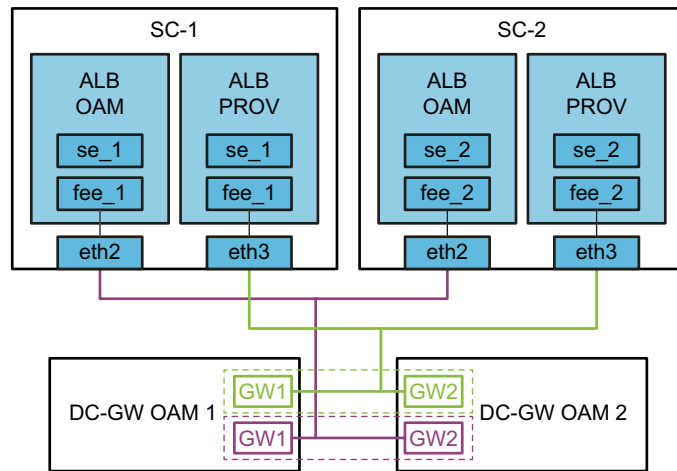 SC-1
SC-2
ALB
OAM
ALB
PROV
ALB
OAM
ALB
PROV
se_1
se_1
se_2
se_2
fee_1
fee_1
fee_2
fee_2
eth2
eth3
eth2
eth3
DC-GW OAM 1
GW1
GW2
GW1
GW2
DC-GW OAM 2